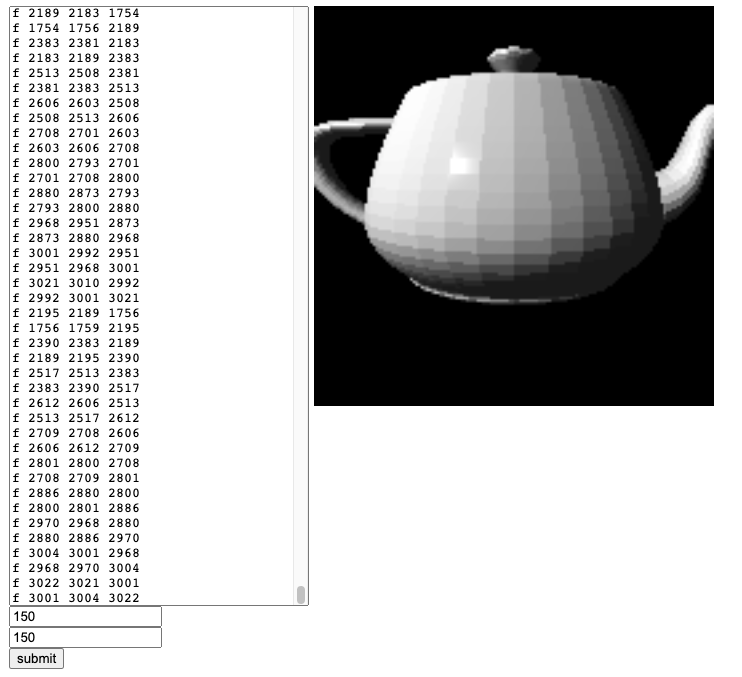 f 2189 2183 1754
f 1754 1756 2189
f 2383 2381 2183
f 2183 2189 2383
f 2513 2508 2381
f 2381 2383 2513
f 2606 2603 2508
f 2508 2513 2606
f 2708 2701 2603
f 2603 2606 2708
f 2800 2793 2701
f 2701 2708 2800
f 2880 2873 2793
f 2793 2800 2880
f 2968 2951 2873
f 2873 2880 2968
f 3001 2992 2951
f 2951 2968 3001
f 3021 3010 2992
f 2992 3001 3021
f 2195 2189 1756
f 1756 1759 2195
f 2390 2383 2189
f 2189 2195 2390
f 2517 2513 2383
f 2383 2390 2517
f 2612 2606 2513
f 2513 2517 2612
f 2709 2708 2606
f 2606 2612 2709
f 2801 2800 2708
f 2708 2709 2801
f 2886 2880 2800
f 2800 2801 2886
f 2970 2968 2880
f 2880 2886 2970
f 3004 3001 2968
f 2968 2970 3004
f 3022 3021 3001
f 3001 3004 3022
150
150
submit